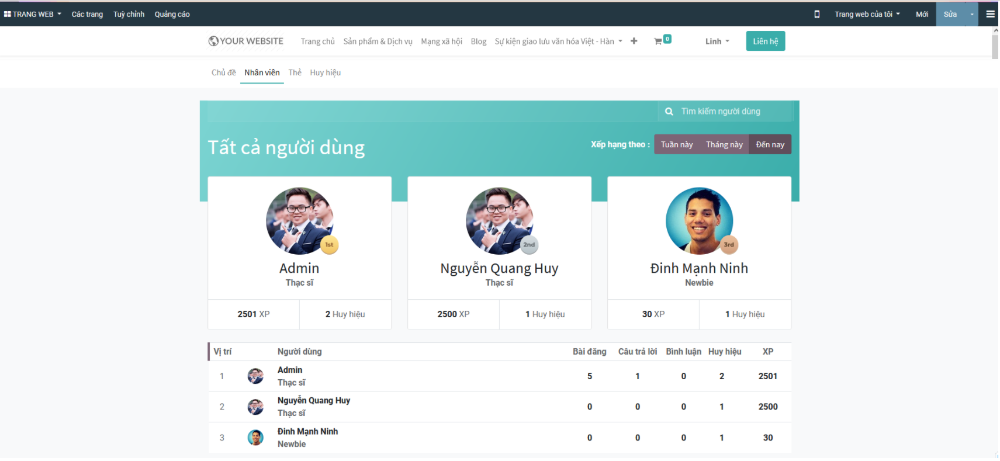 TRANG WEB Các trang Tuỳ chỉnh Quảng cáo Trang web của tôi Mới Sửa
YOUR WEBSITE Trang chủ Sản phẩm & Dịch vụ Mạng xã hội Blog Sự kiện giao lưu văn hóa Việt - Hàn + 0 Linh Liên hệ
Chủ đề Nhân viên Thẻ Huy hiệu
Tìm kiếm người dùng
Tất cả người dùng Xếp hạng theo : Tuần này Tháng này Đến nay
1st 2nd 3rd
Admin Nguyễn Quang Huy Đinh Mạnh Ninh
Thạc sĩ Thạc sĩ Newbie
2501 XP 2 Huy hiệu 2500 XP 1 Huy hiệu 30 XP 1 Huy hiệu
Vị trí Người dùng Bài đăng Câu trả lời Bình luận Huy hiệu XP
1 Admin 5 1 0 2 2501
Thạc sĩ
2 Nguyễn Quang Huy 0 0 0 1 2500
Thạc sĩ
3 Đinh Mạnh Ninh 0 0 0 1 30
Newbie